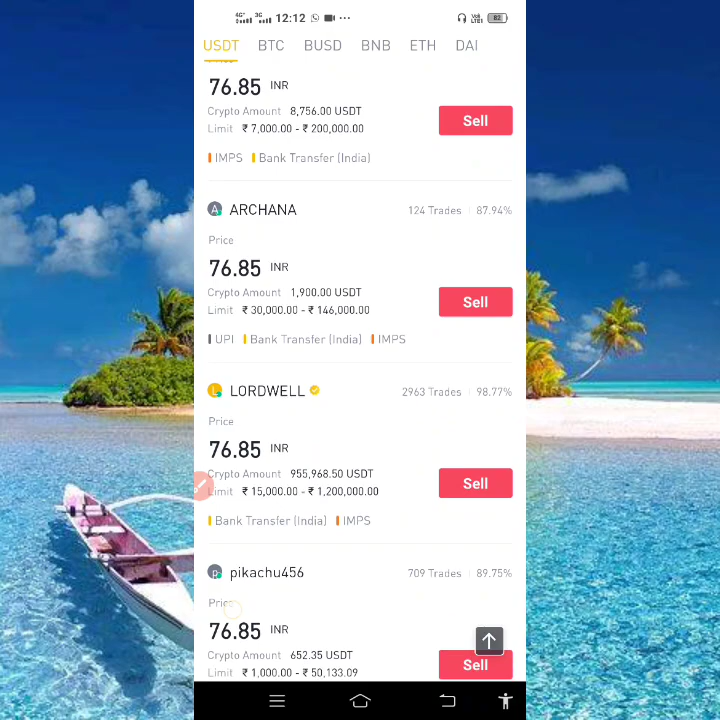 4G 3G 12:12 82
USDT BTC BUSD BNB ETH DAI
76.85 INR
Crypto Amount 8,756.00 USDT
Limit ₹ 7,000.00 - ₹ 200,000.00
Sell
IMPS Bank Transfer (India)
A ARCHANA 124 Trades 87.94%
Price
76.85 INR
Crypto Amount 1,900.00 USDT
Limit ₹ 30,000.00 - ₹ 146,000.00
Sell
UPI Bank Transfer (India) IMPS
L LORDWELL 2963 Trades 98.77%
Price
76.85 INR
Crypto Amount 955,968.50 USDT
Limit ₹ 15,000.00 - ₹ 1,200,000.00
Sell
Bank Transfer (India) IMPS
p pikachu456 709 Trades 89.75%
Price
76.85 INR
Crypto Amount 652.35 USDT
Limit ₹ 1,000.00 - ₹ 50,133.09
Sell